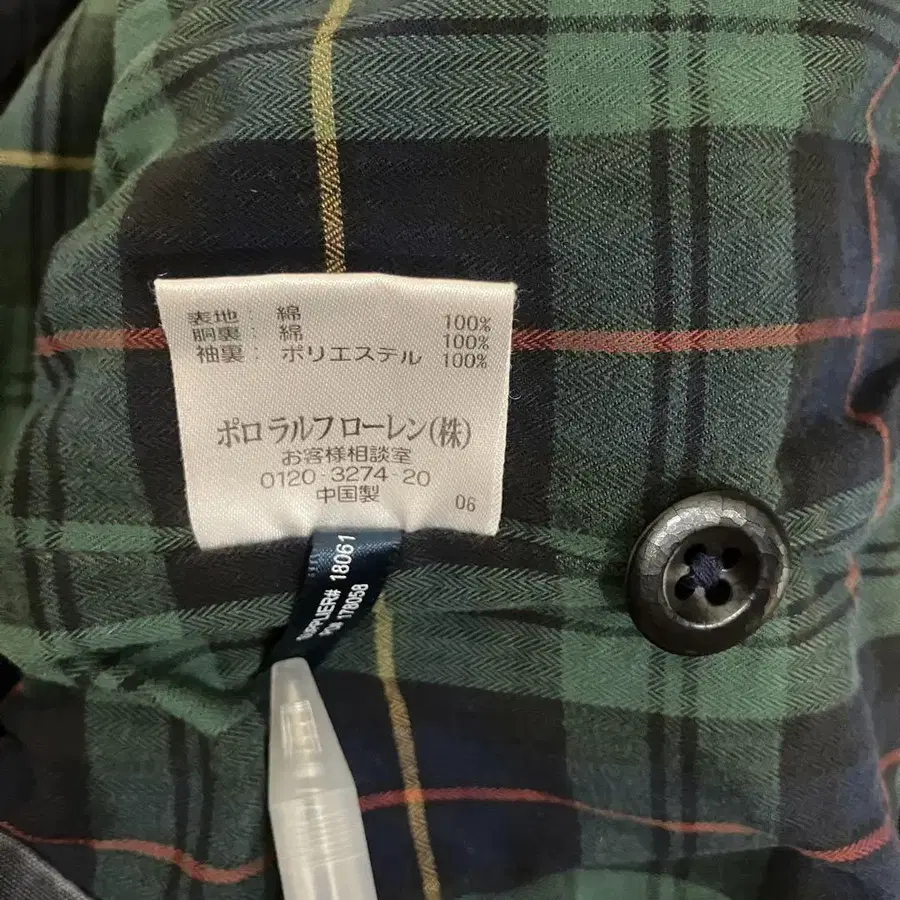 表地： 綿 100%
胴裏： 綿 100%
袖裏： ポリエステル 100%
ポロ ラルフ ローレン(株)
お客様相談室
0120-3274-20
中国製
06
SUPPLIER# 18061
PO# 178058